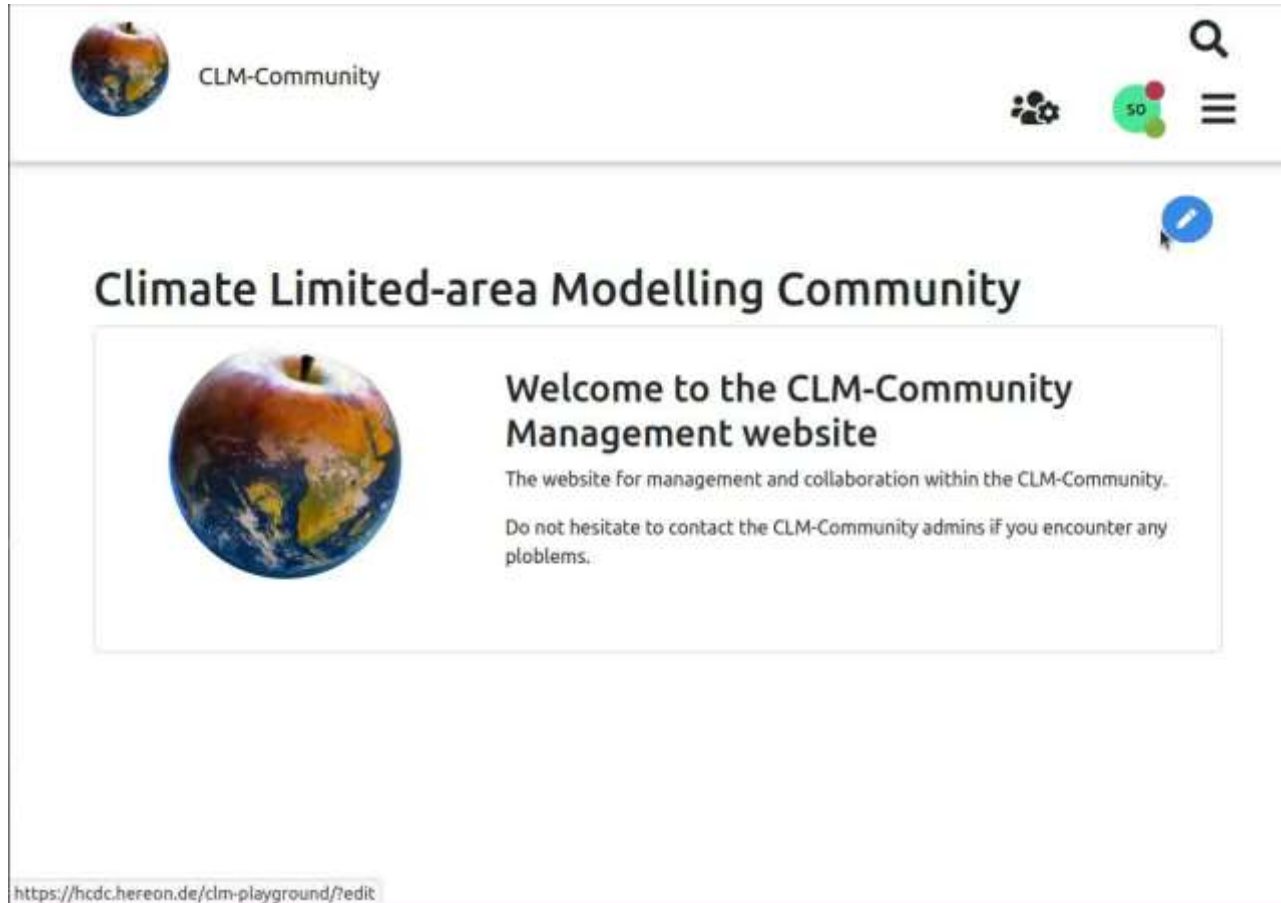 CLM-Community
SO
Climate Limited-area Modelling Community
Welcome to the CLM-Community
Management website
The website for management and collaboration within the CLM-Community.
Do not hesitate to contact the CLM-Community admins if you encounter any
ploblems.
https://hcdc.hereon.de/clm-playground/?edit